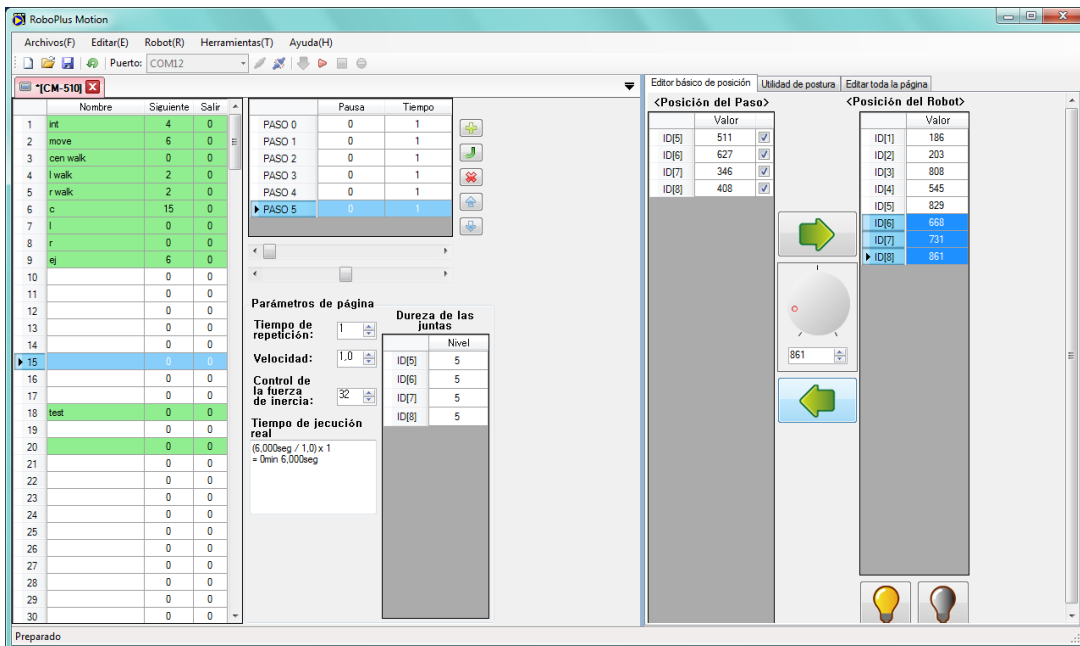 RoboPlus Motion
Archivos(F) Editar(E) Robot(R) Herramientas(T) Ayuda(H)
Puerto: COM12
*[CM-510]
Nombre Siguiente Salir
1 int 4 0
2 move 6 0
3 cen walk 0 0
4 l walk 2 0
5 r walk 2 0
6 c 15 0
7 l 0 0
8 r 0 0
9 ej 6 0
10 0 0
11 0 0
12 0 0
13 0 0
14 0 0
15 0 0
16 0 0
17 0 0
18 test 0 0
19 0 0
20 0 0
21 0 0
22 0 0
23 0 0
24 0 0
25 0 0
26 0 0
27 0 0
28 0 0
29 0 0
30 0 0
Pausa Tiempo
PASO 0 0 1
PASO 1 0 1
PASO 2 0 1
PASO 3 0 1
PASO 4 0 1
PASO 5 0 1
Parámetros de página
Tiempo de
repetición: 1
Velocidad: 1,0
Control de
la fuerza
de inercia: 32
Tiempo de jecución
real
(6,000seg / 1,0) x 1
= 0min 6,000seg
Dureza de las
juntas
Nivel
ID[5] 5
ID[6] 5
ID[7] 5
ID[8] 5
Editor básico de posición Utilidad de postura Editar toda la página
<Posición del Paso>
Valor
ID[5] 511
ID[6] 627
ID[7] 346
ID[8] 408
861
<Posición del Robot>
Valor
ID[1] 186
ID[2] 203
ID[3] 808
ID[4] 545
ID[5] 829
ID[6] 668
ID[7] 731
ID[8] 861
Preparado